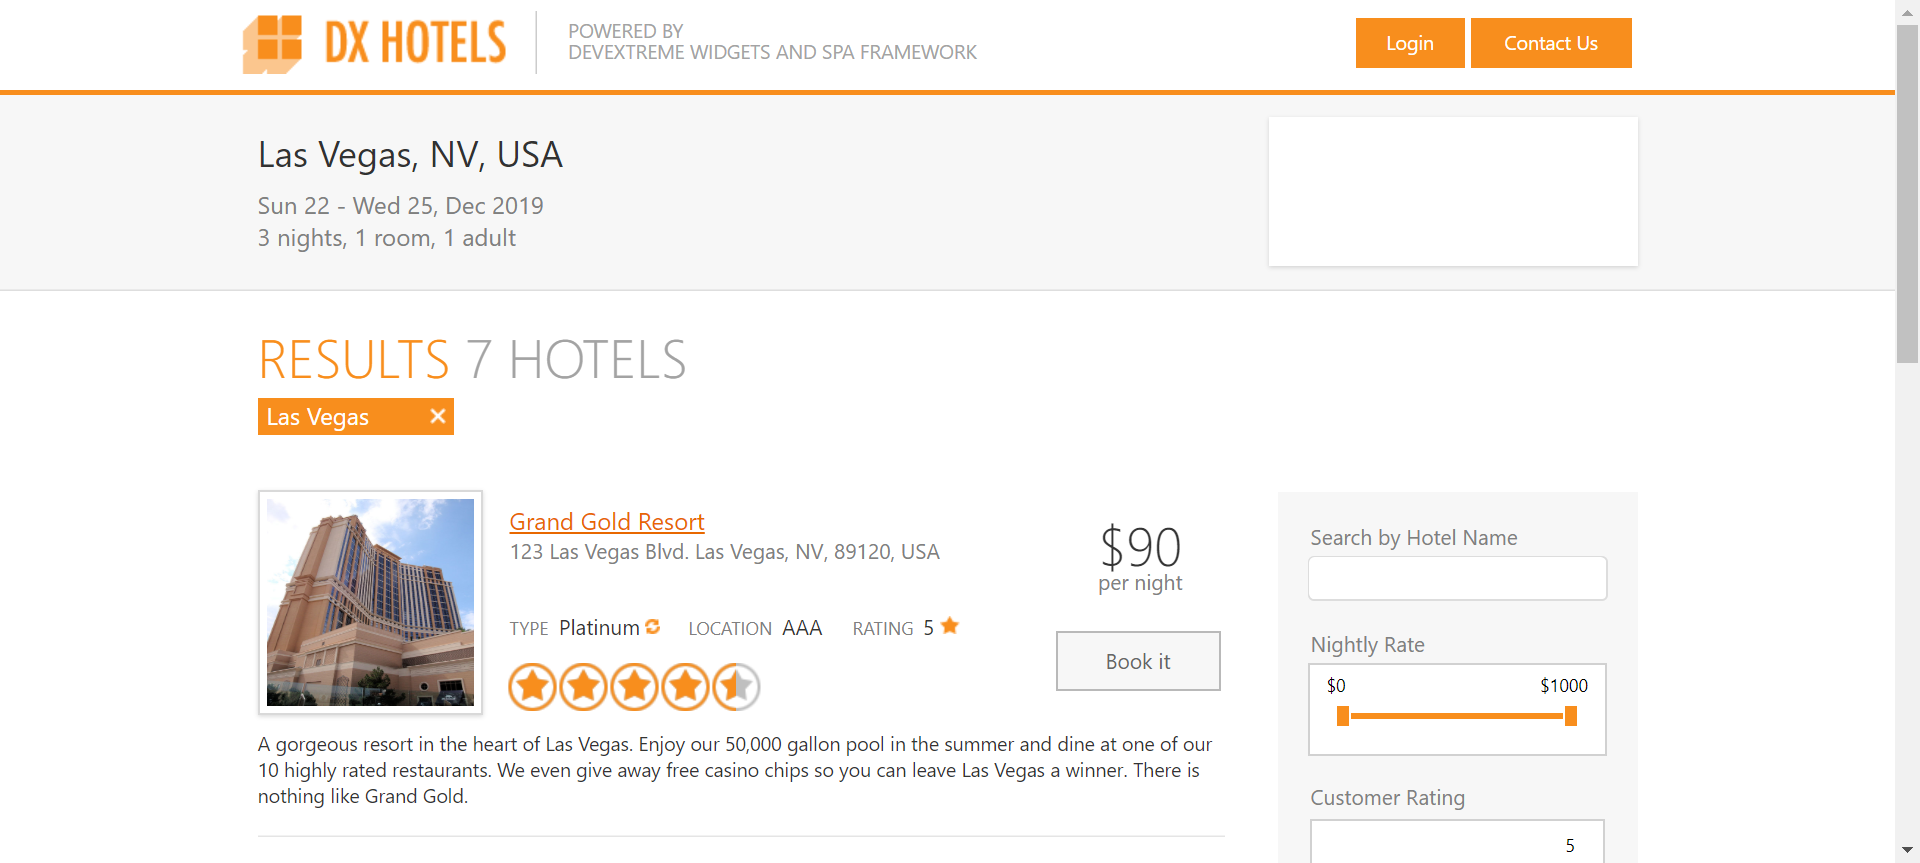 DX HOTELS
POWERED BY
DEVEXTREME WIDGETS AND SPA FRAMEWORK
Login
Contact Us
Las Vegas, NV, USA
Sun 22 - Wed 25, Dec 2019
3 nights, 1 room, 1 adult
RESULTS 7 HOTELS
Las Vegas
Grand Gold Resort
123 Las Vegas Blvd. Las Vegas, NV, 89120, USA
TYPE Platinum LOCATION AAA RATING 5
$90
per night
Book it
A gorgeous resort in the heart of Las Vegas. Enjoy our 50,000 gallon pool in the summer and dine at one of our
10 highly rated restaurants. We even give away free casino chips so you can leave Las Vegas a winner. There is
nothing like Grand Gold.
Search by Hotel Name
Nightly Rate
$0 $1000
Customer Rating
5